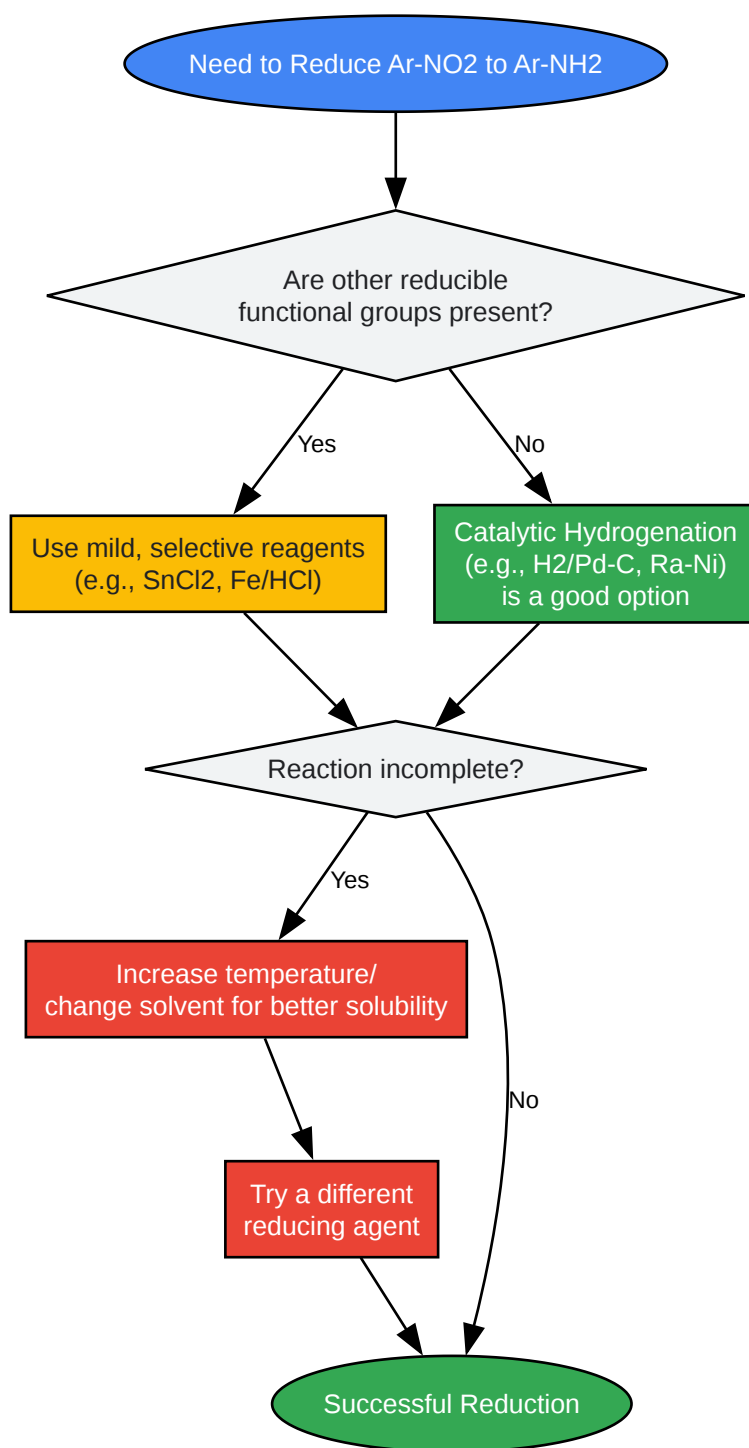 Need to Reduce Ar-NO2 to Ar-NH2
Are other reducible
functional groups present?
Yes
No
Use mild, selective reagents
(e.g., SnCl2, Fe/HCl)
Catalytic Hydrogenation
(e.g., H2/Pd-C, Ra-Ni)
is a good option
Reaction incomplete?
Yes
Increase temperature/
change solvent for better solubility
No
Try a different
reducing agent
Successful Reduction